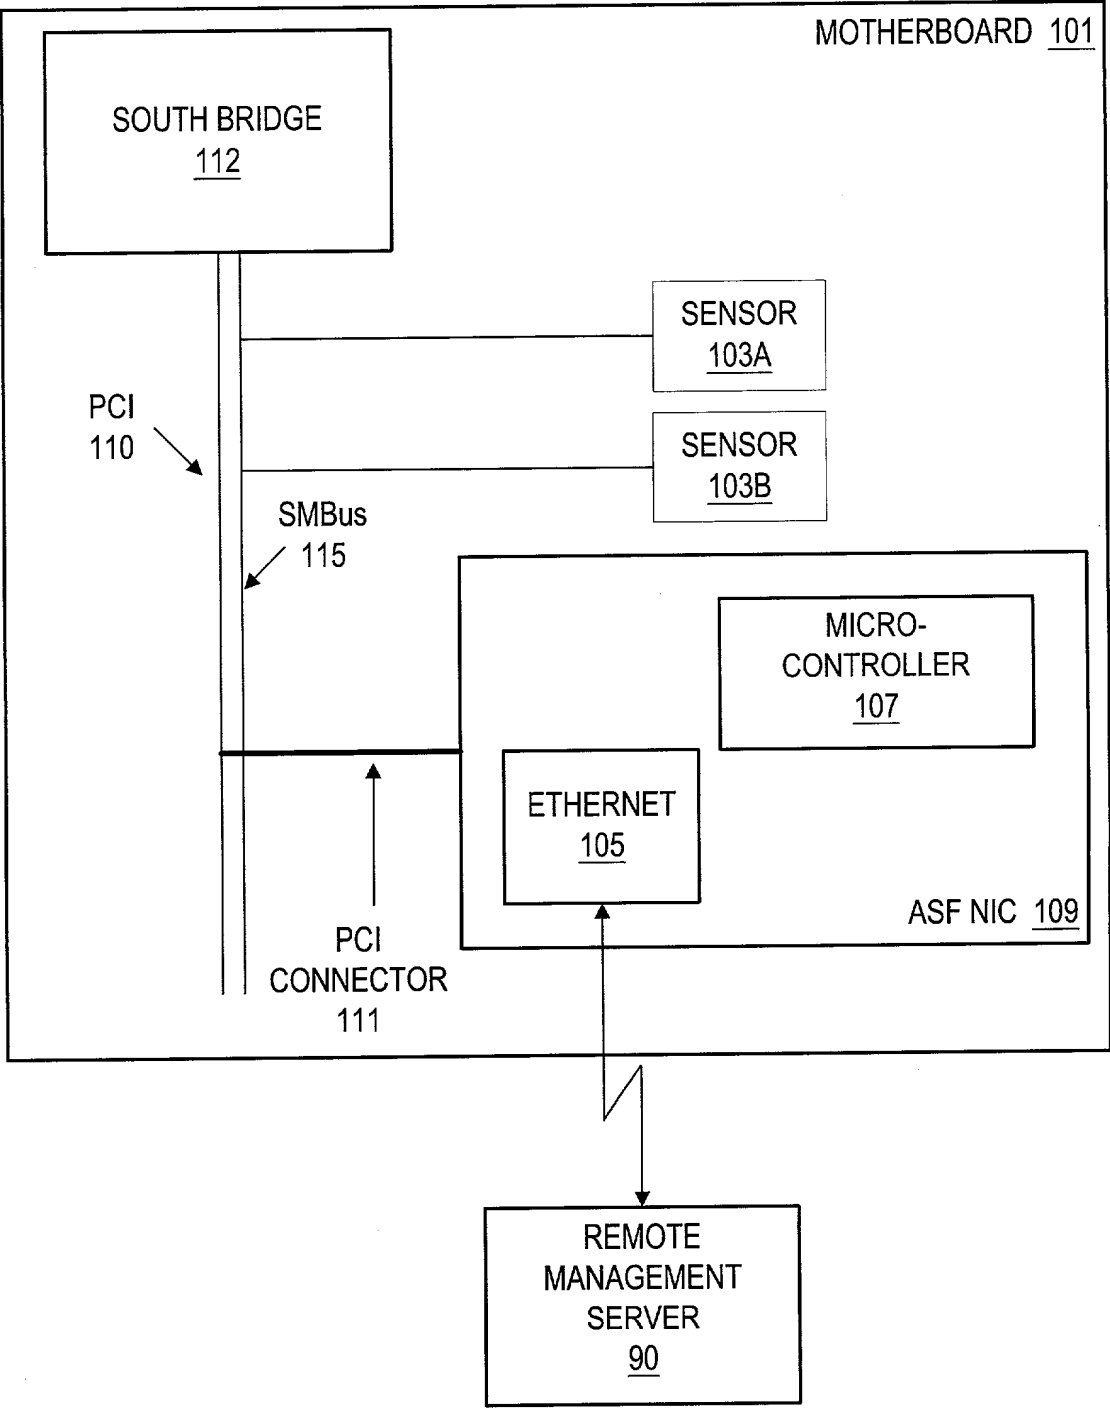 MOTHERBOARD 101
SOUTH BRIDGE
112
SENSOR
103A
PCI
110
SENSOR
103B
SMBus
115
MICRO-
CONTROLLER
107
ETHERNET
105
ASF NIC 109
PCI
CONNECTOR
111
REMOTE
MANAGEMENT
SERVER
90